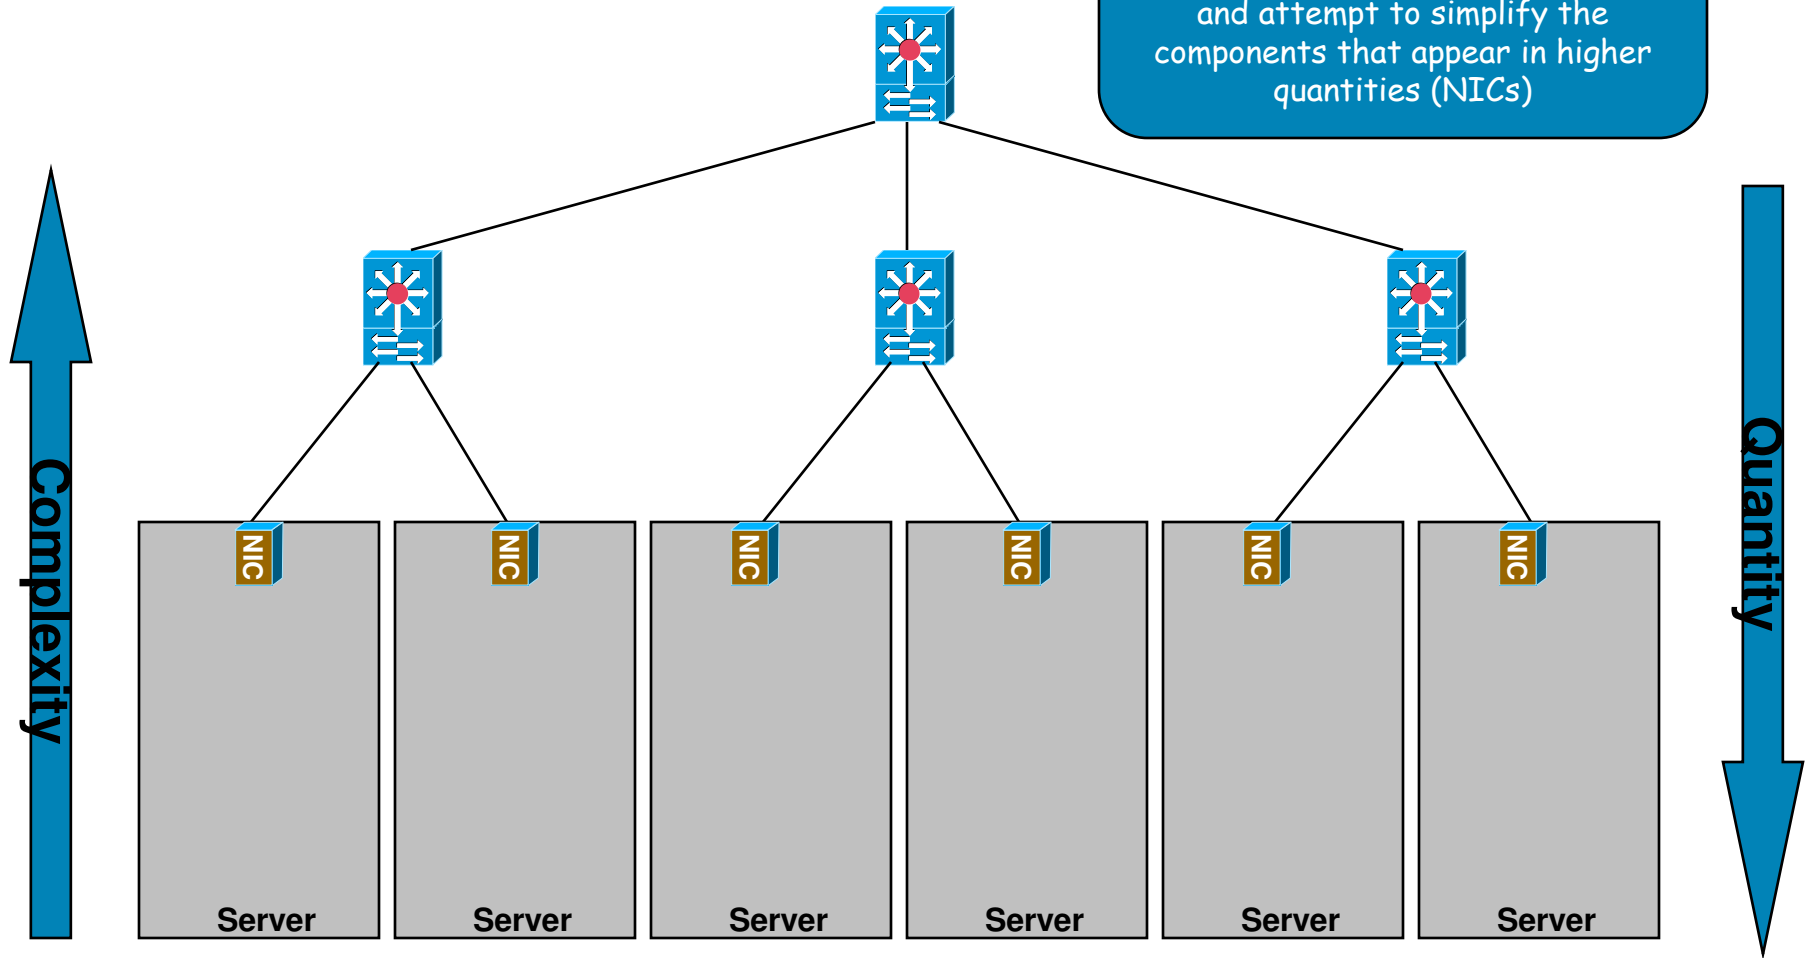 and attempt to simplify the
components that appear in higher
quantities (NICs)
Complexity
Quantity
NIC
NIC
NIC
NIC
NIC
NIC
Server
Server
Server
Server
Server
Server